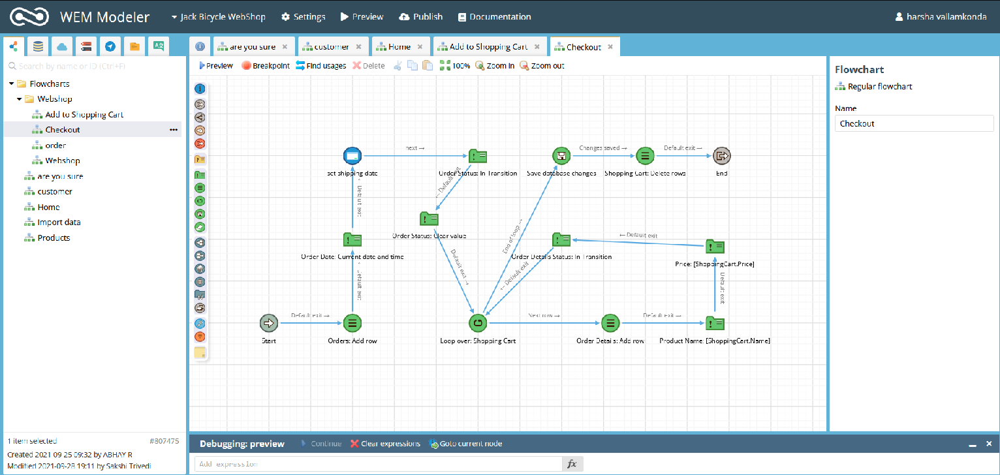 WEM Modeler
Jack Bicycle WebShop
Settings
Preview
Publish
Documentation
harsha vallamkonda
are you sure
customer
Home
Add to Shopping Cart
Checkout
Search by name or ID (Ctrl+F)
Flowcharts
Webshop
Add to Shopping Cart
Checkout
order
Webshop
are you sure
customer
Home
Import data
Products
1 item selected
#807475
Created 2021-09-25 09:32 by ABHAY R
Modified 2021-09-28 19:11 by Sakshi Trivedi
Preview
Breakpoint
Find usages
Delete
100%
Zoom in
Zoom out
next →
Changes saved →
Default exit →
set shipping date
Order Status: In Transition
Save database changes
Shopping Cart: Delete rows
End
← Default exit
Default exit
Order Status: Clear value
End of loop →
← Default exit
Order Date: Current date and time
Order Details Status: In Transition
Price: [ShoppingCart.Price]
Default exit
Default exit →
← Default exit
Default exit
Default exit →
Next row →
Default exit →
Start
Orders: Add row
Loop over: Shopping Cart
Order Details: Add row
Product Name: [ShoppingCart.Name]
Flowchart
Regular flowchart
Name
Checkout
Debugging: preview
Continue
Clear expressions
Goto current node
Add expression
fx